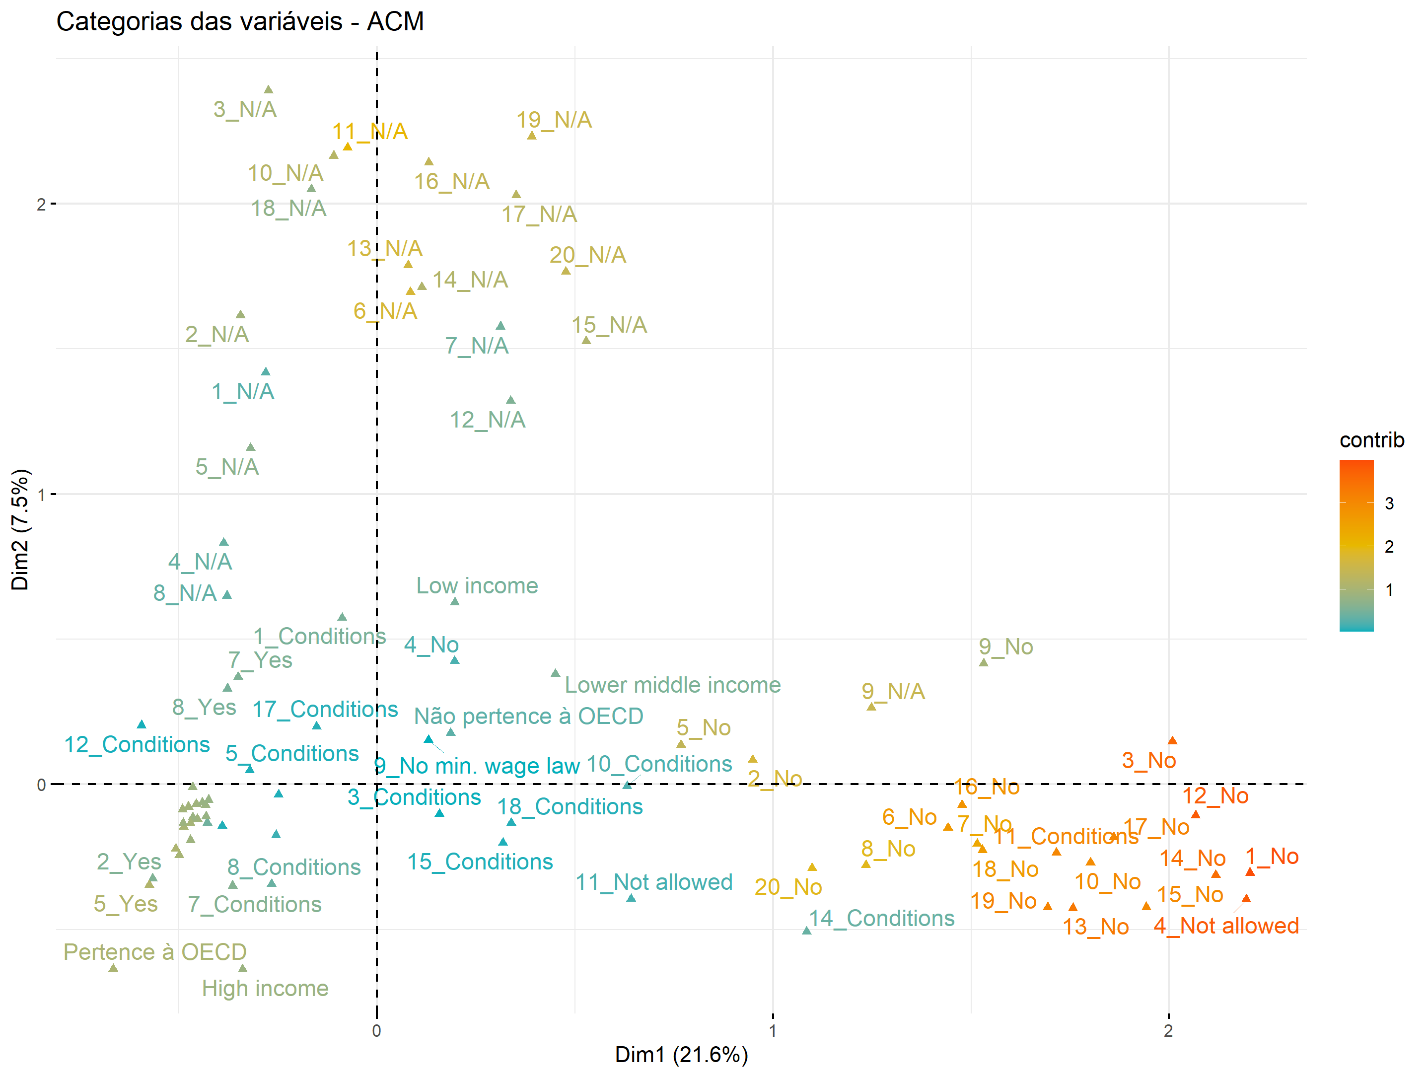 Categorias das variáveis - ACM
3_N/A
11_N/A
19_N/A
10_N/A
16_N/A
18_N/A
17_N/A
13_N/A
20_N/A
14_N/A
6_N/A
15_N/A
2_N/A
7_N/A
1_N/A
12_N/A
5_N/A
4_N/A
8_N/A
Low income
1_Conditions
4_No
9_No
7_Yes
Lower middle income
9_N/A
8_Yes
17_Conditions
Não pertence à OECD
5_No
12_Conditions
5_Conditions
3_No
9_No min. wage law
10_Conditions
2_No
16_No
12_No
3_Conditions
18_Conditions
6_No
7_No
11_Conditions
17_No
8_No
14_No
1_No
2_Yes
8_Conditions
15_Conditions
18_No
10_No
20_No
11_Not allowed
15_No
5_Yes
7_Conditions
19_No
14_Conditions
13_No
4_Not allowed
Pertence à OECD
High income
2
1
0
Dim2 (7.5%)
0
1
2
Dim1 (21.6%)
contrib
3
2
1